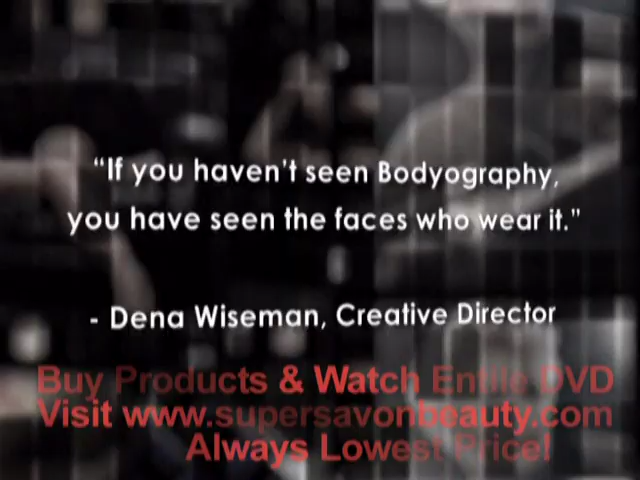 “If you haven't seen Bodyography,
you have seen the faces who wear it."
- Dena Wiseman, Creative Director
Buy Products & Watch Entile DVD
Visit www.supersavonbeauty.com
Always Lowest Price!